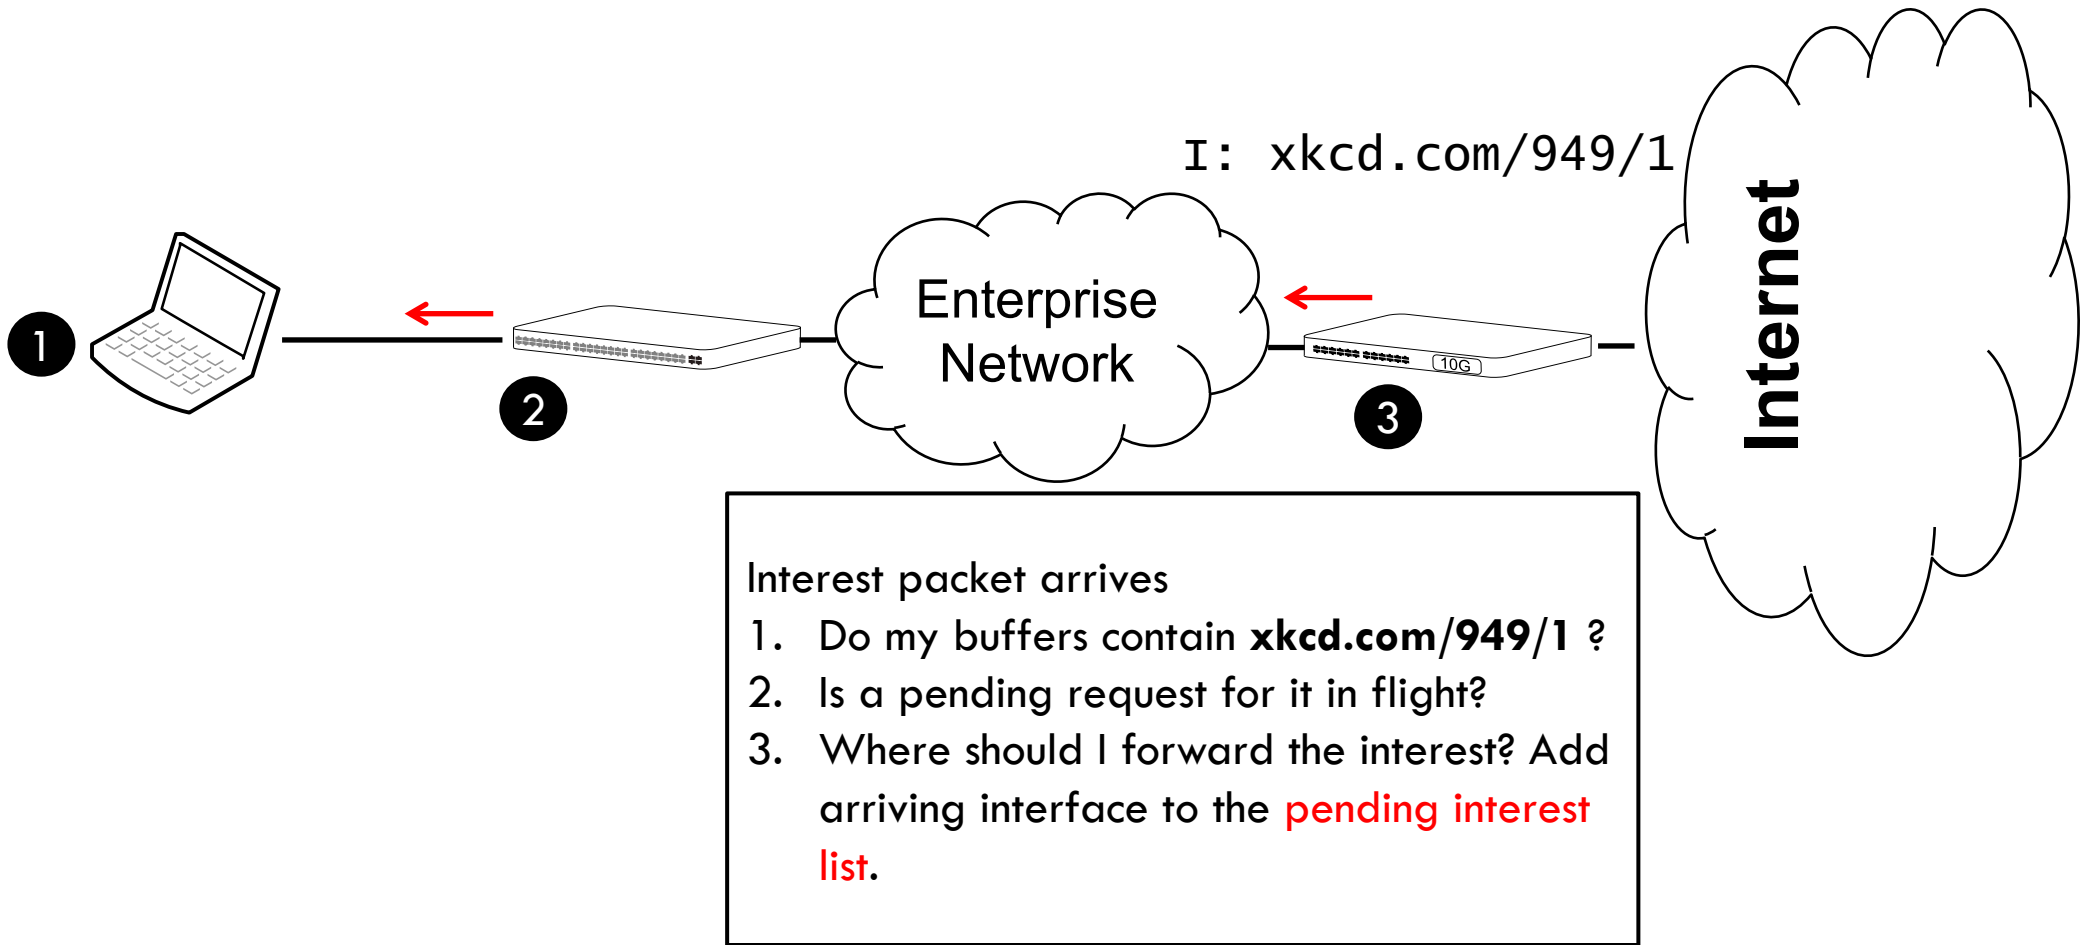 I: xkcd.com/949/1
Internet
Enterprise
Network
1
2
10G
3
Interest packet arrives
1. Do my buffers contain xkcd.com/949/1 ?
2. Is a pending request for it in flight?
3. Where should I forward the interest? Add
arriving interface to the pending interest
list.